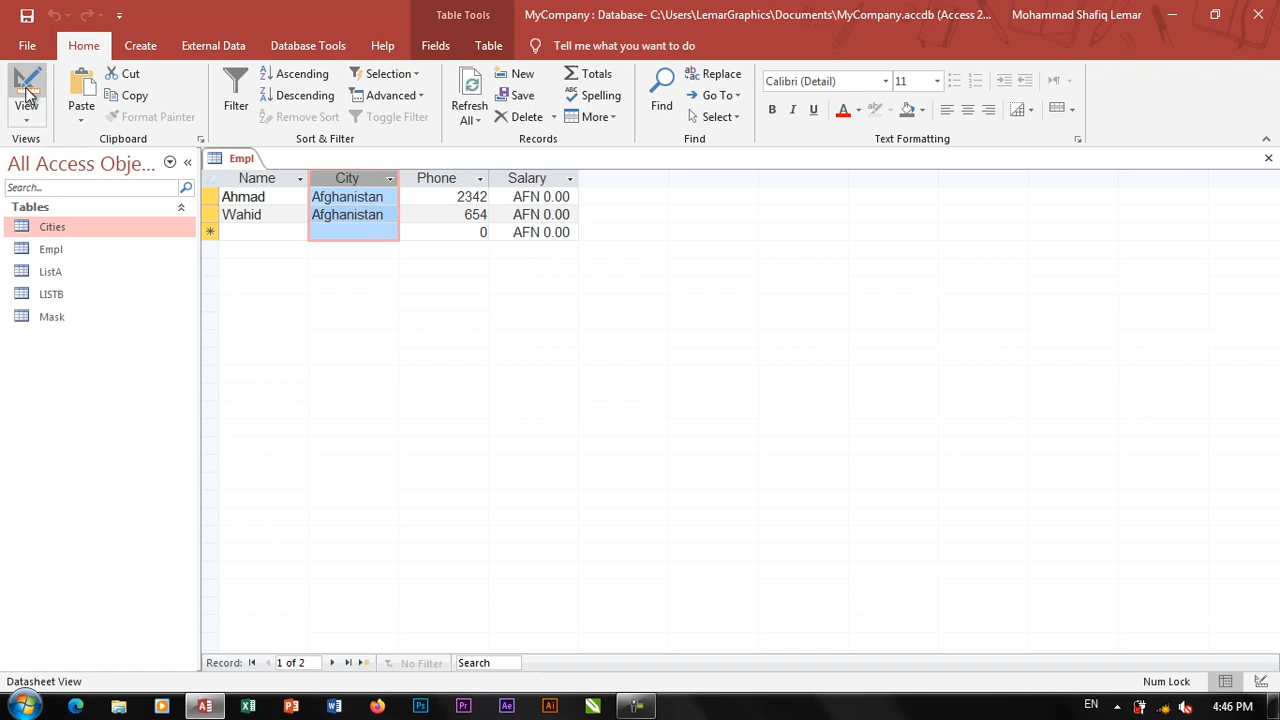 Table Tools
MyCompany : Database- C:\Users\LemarGraphics\Documents\MyCompany.accdb (Access 2...
Mohammad Shafiq Lemar
File
Home
Create
External Data
Database Tools
Help
Fields
Table
Tell me what you want to do
View
Views
Paste
Cut
Copy
Format Painter
Clipboard
Filter
Ascending
Descending
Remove Sort
Selection
Advanced
Toggle Filter
Sort & Filter
Refresh
All
New
Save
Delete
Totals
Spelling
More
Records
Find
Replace
Go To
Select
Find
Calibri (Detail)
11
B
I
U
Text Formatting
All Access Obje...
Search...
Tables
Cities
Empl
ListA
LISTB
Mask
Empl
Name City Phone Salary
Ahmad Afghanistan 2342 AFN 0.00
Wahid Afghanistan 654 AFN 0.00
0 AFN 0.00
Record: 1 of 2 No Filter Search
Datasheet View
Num Lock
EN
4:46 PM